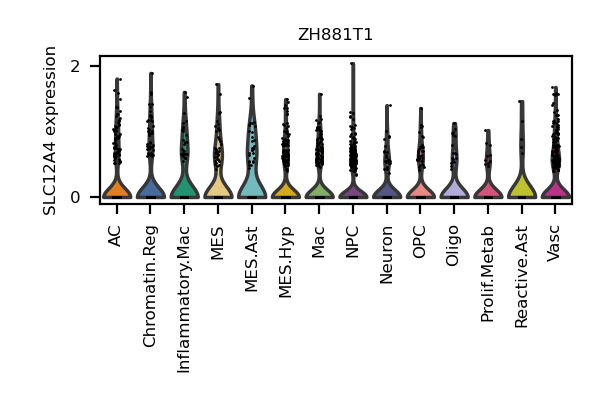 ZH881T1
SLC12A4 expression
2
0
AC
Chromatin.Reg
Inflammatory.Mac
MES
MES.Ast
MES.Hyp
Mac
NPC
Neuron
OPC
Oligo
Prolif.Metab
Reactive.Ast
Vasc